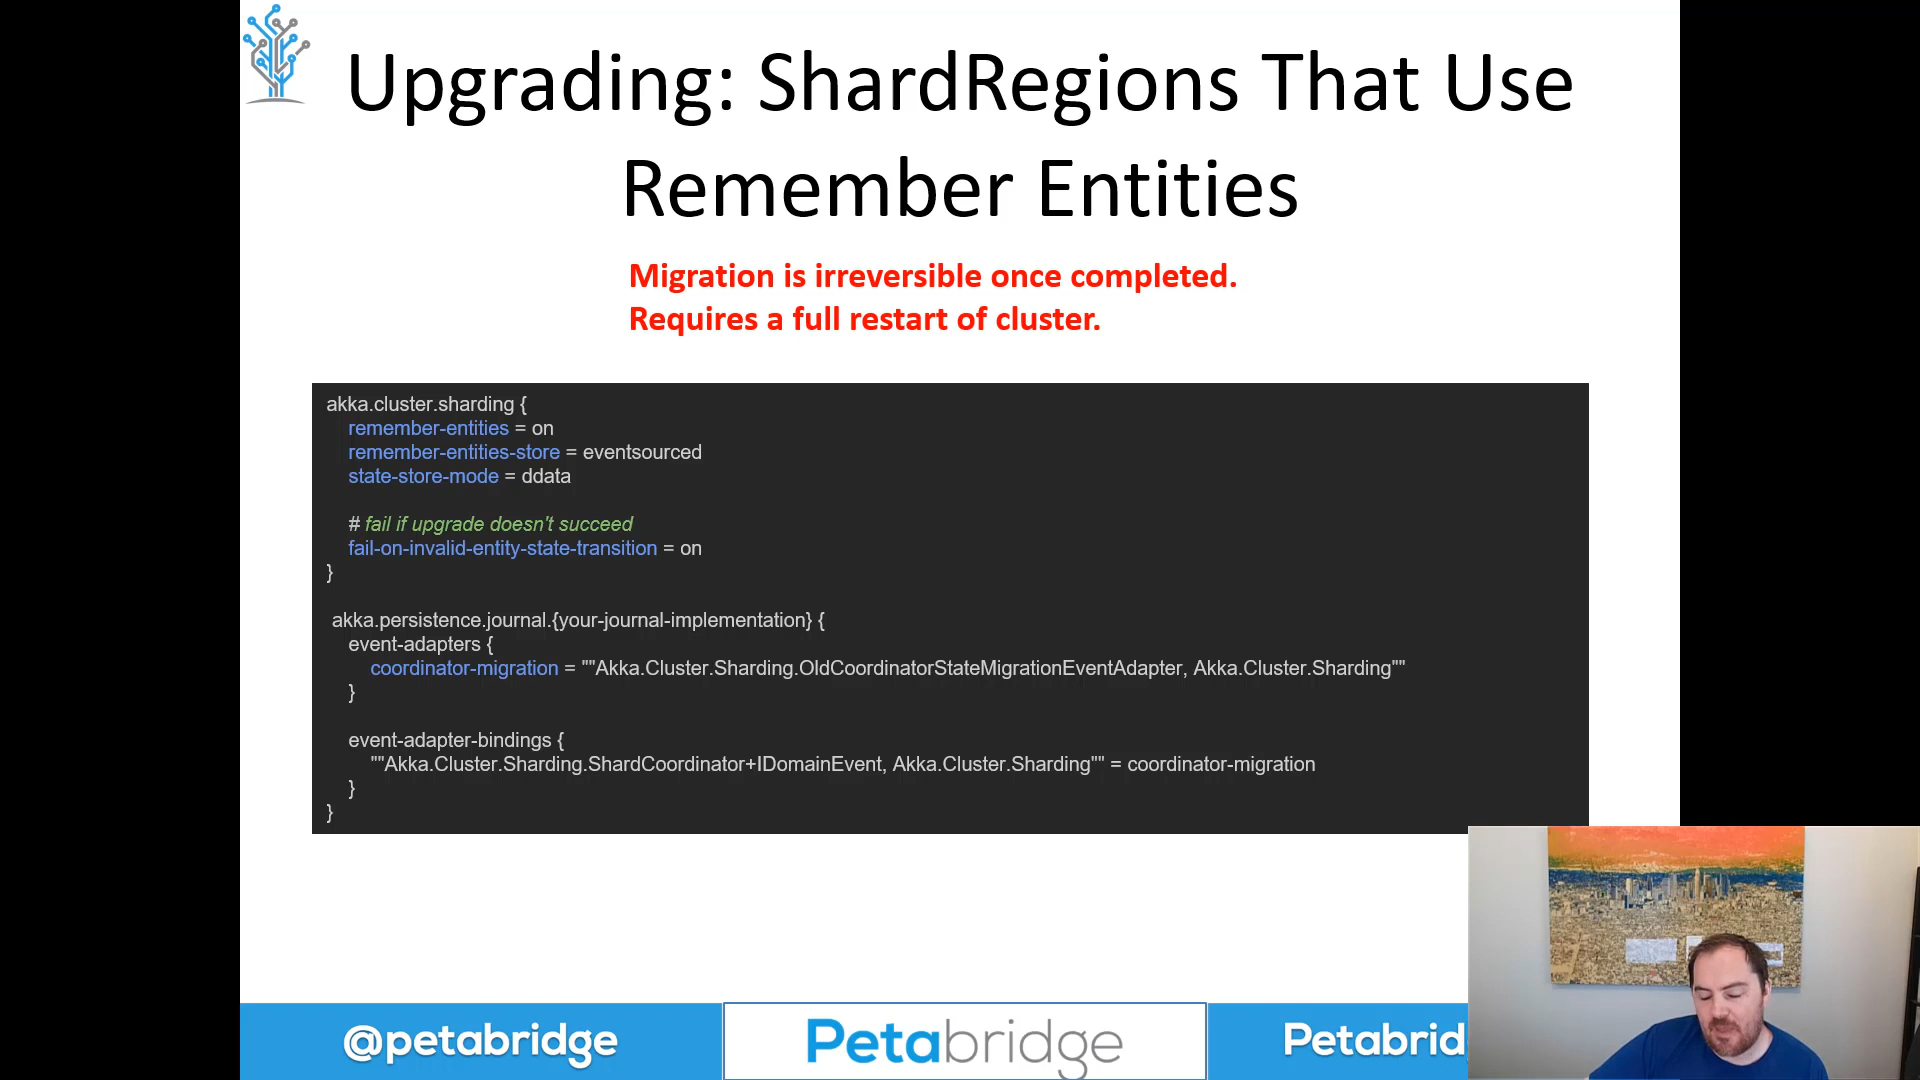 Upgrading: ShardRegions That Use
Remember Entities
Migration is irreversible once completed.
Requires a full restart of cluster.
akka.cluster.sharding {
remember-entities = on
remember-entities-store = eventsourced
state-store-mode = ddata
# fail if upgrade doesn't succeed
fail-on-invalid-entity-state-transition = on
}
akka.persistence.journal.{your-journal-implementation} {
event-adapters {
coordinator-migration = ""Akka.Cluster.Sharding.OldCoordinatorStateMigrationEventAdapter, Akka.Cluster.Sharding""
}
event-adapter-bindings {
""Akka.Cluster.Sharding.ShardCoordinator+IDomainEvent, Akka.Cluster.Sharding"" = coordinator-migration
}
}
@petabridge
Petabridge
Petabrid